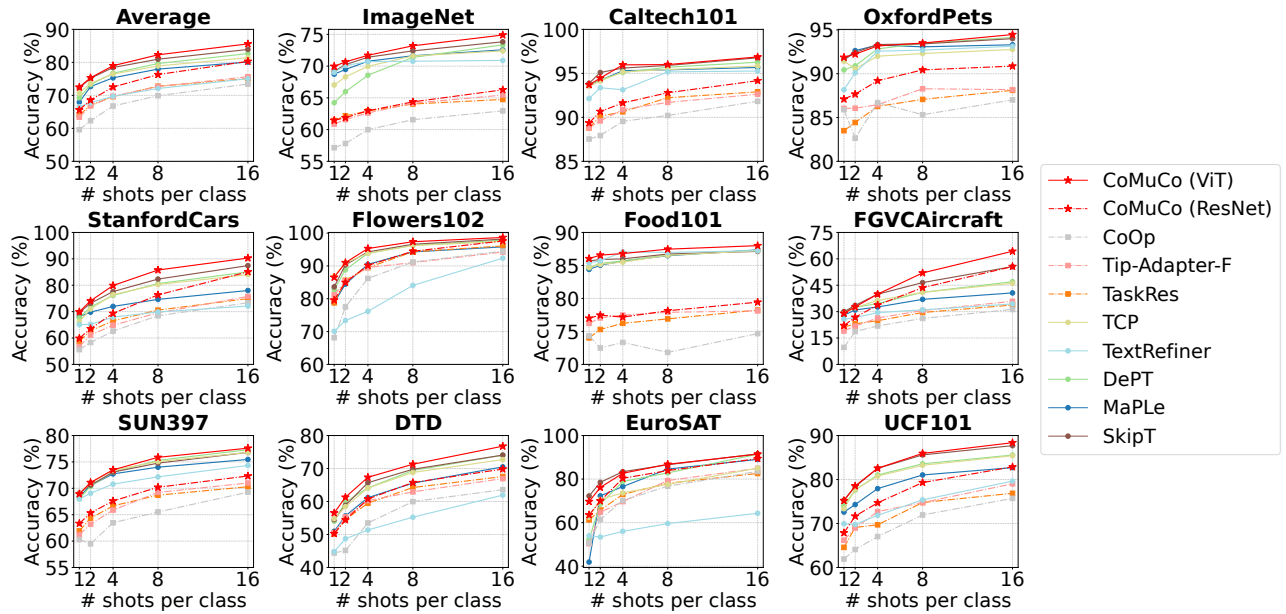 Average
ImageNet
Caltech101
OxfordPets
Accuracy (%)
90
80
70
60
50
1 2 4 8 16
# shots per class
Accuracy (%)
75
70
65
60
55
1 2 4 8 16
# shots per class
Accuracy (%)
100
95
90
85
1 2 4 8 16
# shots per class
Accuracy (%)
95
90
85
80
1 2 4 8 16
# shots per class
StanfordCars
Flowers102
Food101
FGVCAircraft
Accuracy (%)
100
90
80
70
60
50
1 2 4 8 16
# shots per class
Accuracy (%)
100
90
80
70
60
1 2 4 8 16
# shots per class
Accuracy (%)
90
85
80
75
70
1 2 4 8 16
# shots per class
Accuracy (%)
75
60
45
30
15
0
1 2 4 8 16
# shots per class
SUN397
DTD
EuroSAT
UCF101
Accuracy (%)
80
75
70
65
60
55
1 2 4 8 16
# shots per class
Accuracy (%)
80
70
60
50
40
1 2 4 8 16
# shots per class
Accuracy (%)
100
80
60
40
1 2 4 8 16
# shots per class
Accuracy (%)
90
80
70
60
1 2 4 8 16
# shots per class
CoMuCo (ViT)
CoMuCo (ResNet)
CoOp
Tip-Adapter-F
TaskRes
TCP
TextRefiner
DePT
MaPLe
SkipT